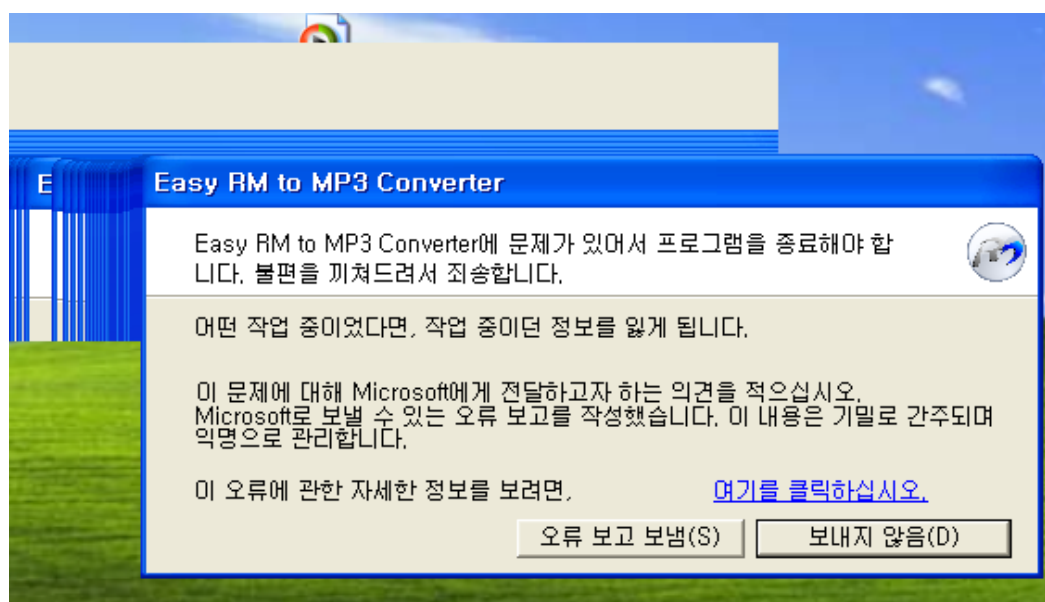 E
Easy RM to MP3 Converter
Easy RM to MP3 Converter에 문제가 있어서 프로그램을 종료해야 합
니다. 불편을 끼쳐드려서 죄송합니다.
어떤 작업 중이었다면, 작업 중이던 정보를 잃게 됩니다.
이 문제에 대해 Microsoft에게 전달하고자 하는 의견을 적으십시오.
Microsoft로 보낼 수 있는 오류 보고를 작성했습니다. 이 내용은 기밀로 간주되며
익명으로 관리합니다.
이 오류에 관한 자세한 정보를 보려면, 여기를 클릭하십시오.
오류 보고 보냄(S) 보내지 않음(D)